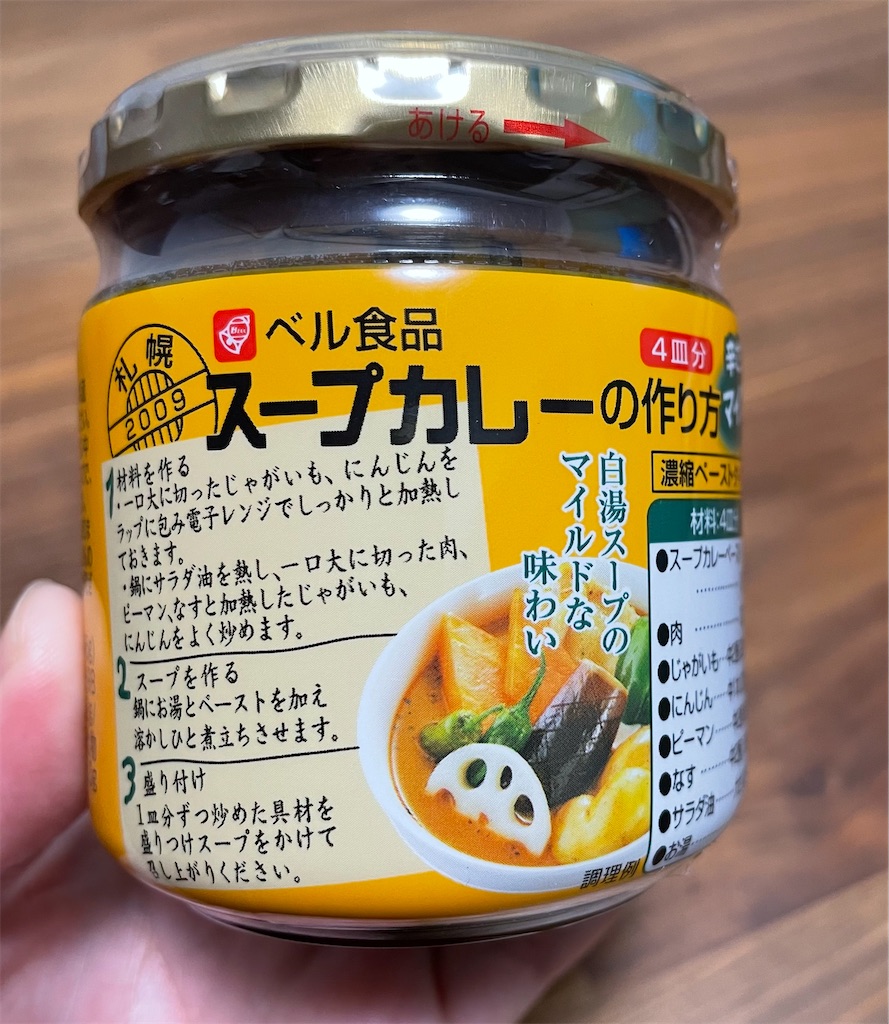 あける
札幌
2009
ベル食品
4皿分
スープカレーの作り方
1 材料を作る
・一口大に切ったじゃがいも、にんじんを
ラップに包み電子レンジでしっかりと加熱し
ておきます。
・鍋にサラダ油を熱し、一口大に切った肉、
ピーマン、なすと加熱したじゃがいも、
にんじんをよく炒めます。
2 スープを作る
鍋にお湯とペーストを加え
溶かしひと煮立ちさせます。
3 盛り付け
1皿分ずつ炒めた具材を
盛りつけスープをかけて
召し上がりください。
白湯スープの
マイルドな
味わい
調理例
濃縮ペースト
材料:4皿分
●スープカレーペース
●肉
●じゃがいも
●にんじん
●ピーマン
●なす
●サラダ油
●お湯